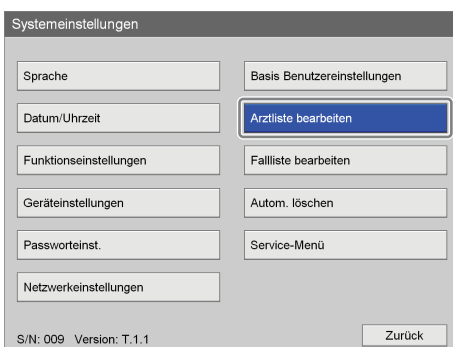 Systemeinstellungen
Sprache
Basis Benutzereinstellungen
Datum/Uhrzeit
Arztliste bearbeiten
Funktionseinstellungen
Fallliste bearbeiten
Geräteinstellungen
Autom. löschen
Passworteinst.
Service-Menü
Netzwerkeinstellungen
S/N: 009 Version: T.1.1
Zurück